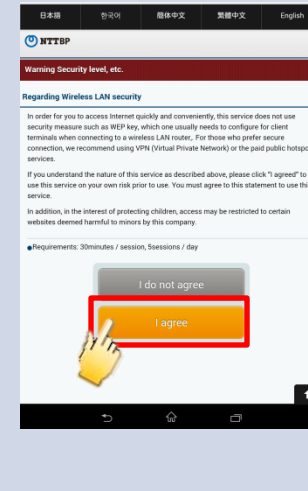 日本語 한국어 簡体中文 繁體中文 English
NTTBP
Warning Security level, etc.
Regarding Wireless LAN security
In order for you to access Internet quickly and conveniently, this service does not use
security measure such as WEP key, which one usually needs to configure for client
terminals when connecting to a wireless LAN router,. For those who prefer secure
connection, we recommend using VPN (Virtual Private Network) or the paid public hotspo
services.
If you understand the nature of this service as described above, please click "I agreed" to
use this service on your own risk prior to use. You must agree to this statement to use thi
service.
In addition, in the interest of protecting children, access may be restricted to certain
websites deemed harmful to minors by this company.
●Requirements: 30minutes / session, 5sessions / day
I do not agree
I agree